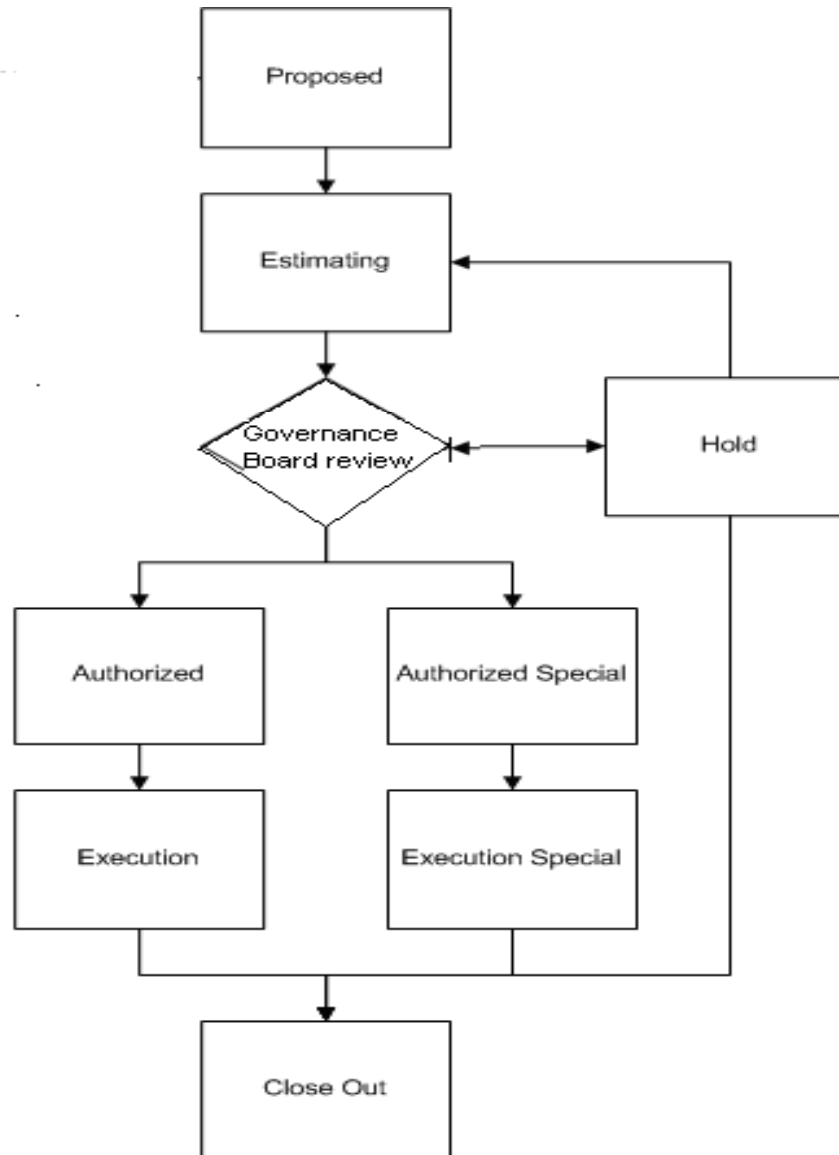 Proposed
Estimating
Governance
Board review
Hold
Authorized
Authorized Special
Execution
Execution Special
Close Out